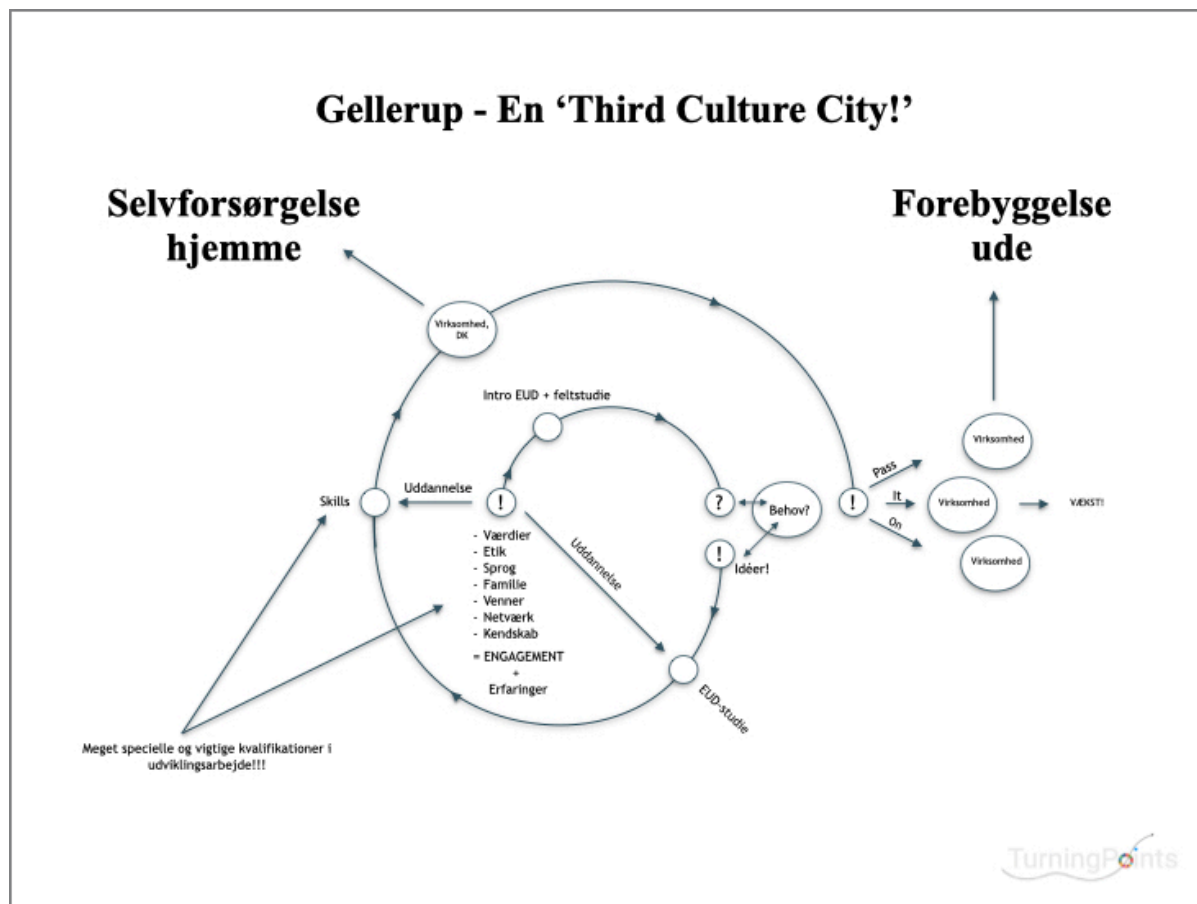 Gellerup - En ‘Third Culture City!’
Selvforsørgelse
hjemme
Forebyggelse
ude
Virksomhed,
DK
Intro EUD + feltstudie
Skills
Uddannelse
!
?
Behov?
!
Idéer!
!
Pass
It
On
Virksomhed
Virksomhed
Virksomhed
VÆKST!
- Værdier
- Etik
- Sprog
- Familie
- Venner
- Netværk
- Kendskab
= ENGAGEMENT
+
Erfaringer
Uddannelse
EUD-studie
Meget specielle og vigtige kvalifikationer i
udviklingsarbejde!!!
TurningPoints